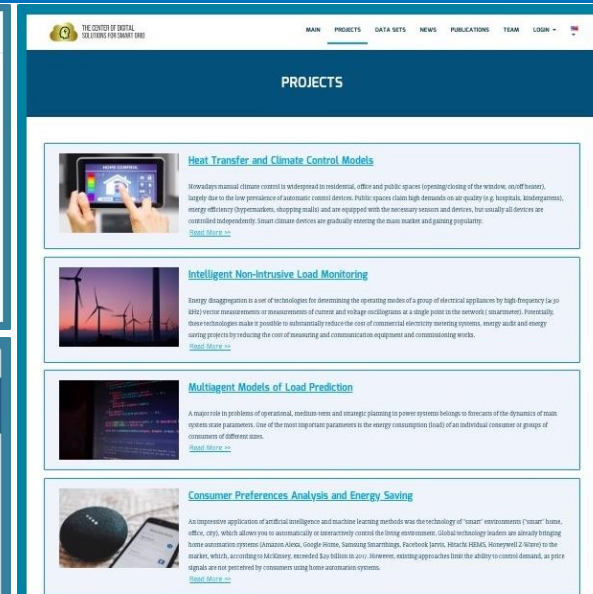 THE CENTER OF DIGITAL
SOLUTIONS FOR SMART GRID
MAIN PROJECTS DATA SETS NEWS PUBLICATIONS TEAM LOGIN
PROJECTS
Heat Transfer and Climate Control Models
HOME CONTROL
Nowadays manual climate control is widespread in residential, office and public spaces (opening/closing of the window, on/off heater),
largely due to the low prevalence of automatic control devices. Public spaces claim high demands on air quality (e.g. hospitals, kindergartens),
energy efficiency (hypermarkets, shopping malls) and are equipped with the necessary sensors and devices, but usually all devices are
controlled independently. Smart climate devices are gradually entering the mass market and gaining popularity.
Read More >>
Intelligent Non-Intrusive Load Monitoring
Energy disaggregation is a set of technologies for determining the operating modes of a group of electrical appliances by high-frequency (≥ 30
kHz) vector measurements or measurements of current and voltage oscillograms at a single point in the network ( smartmeter). Potentially,
these technologies make it possible to substantially reduce the cost of commercial electricity metering systems, energy audit and energy
saving projects by reducing the cost of measuring and communication equipment and commissioning works.
Read More >>
Multiagent Models of Load Prediction
A major role in problems of operational, medium-term and strategic planning in power systems belongs to forecasts of the dynamics of main
system state parameters. One of the most important parameters is the energy consumption (load) of an individual consumer or groups of
consumers of different sizes.
Read More >>
Consumer Preferences Analysis and Energy Saving
An impressive application of artificial intelligence and machine learning methods was the technology of "smart" environments ("smart" home,
office, city), which allows you to automatically or interactively control the living environment. Global technology leaders are already bringing
home automation systems (Amazon Alexa, Google Home, Samsung Smartthings, Facebook Jarvis, Hitachi HEMS, Honeywell Z-Wave) to the
market, which, according to McKinsey, exceeded $29 billion in 2017. However, existing approaches limit the ability to control demand, as price
signals are not perceived by consumers using home automation systems.
Read More >>